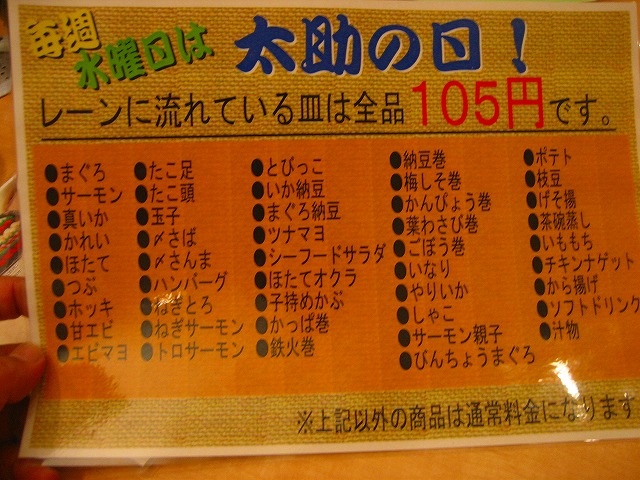 毎週
水曜日は
太助の日！
レーンに流れている皿は全品105円です。
●まぐろ
●サーモン
●真いか
●かれい
●ほたて
●つぶ
●ホッキ
●甘エビ
●エビマヨ
●たこ足
●たこ頭
●玉子
●〆さば
●〆さんま
●ハンバーグ
●ねぎとろ
●ねぎサーモン
●トロサーモン
●とびっこ
●いか納豆
●まぐろ納豆
●ツナマヨ
●シーフードサラダ
●ほたてオクラ
●子持めかぶ
●かっぱ巻
●鉄火巻
●納豆巻
●梅しそ巻
●かんぴょう巻
●葉わさび巻
●ごぼう巻
●いなり
●やりいか
●しゃこ
●サーモン親子
●びんちょうまぐろ
●ポテト
●枝豆
●げそ揚
●茶碗蒸し
●いももち
●チキンナゲット
●から揚げ
●ソフトドリンク
●汁物
※上記以外の商品は通常料金になります